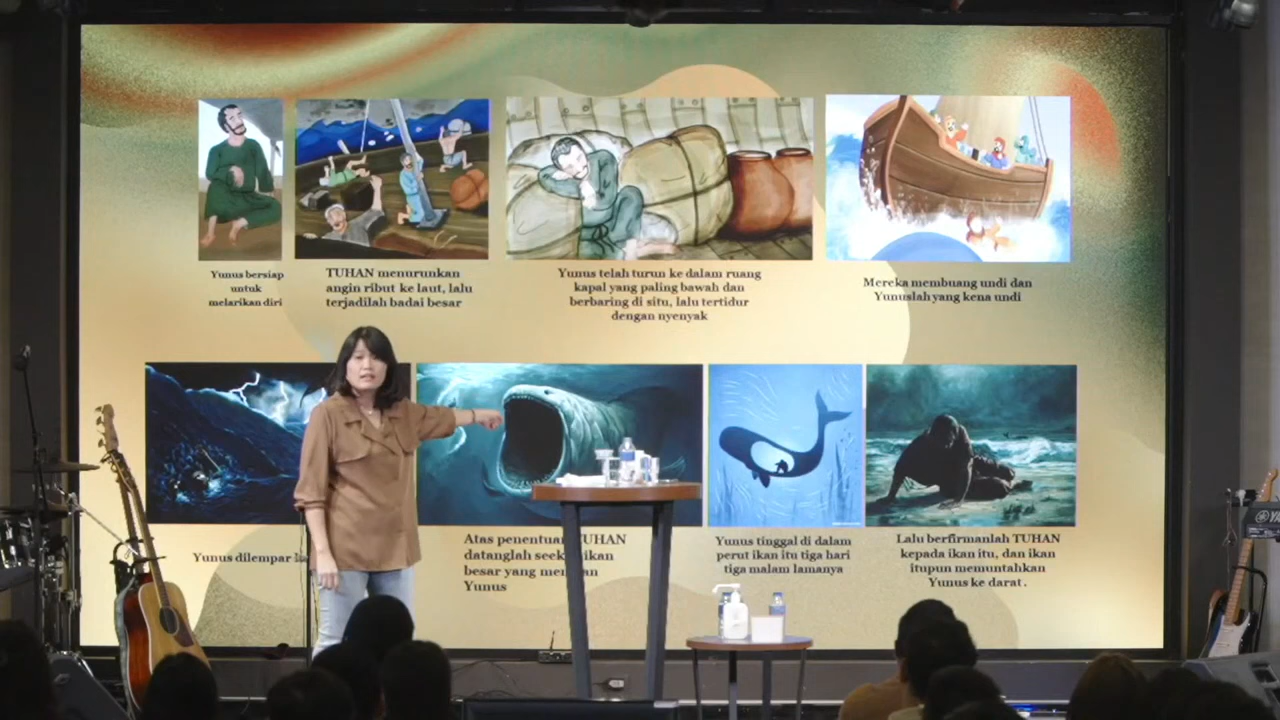 Yunus bersiap
untuk
melarikan diri
TUHAN menurunkan
angin ribut ke laut, lalu
terjadilah badai besar
Yunus telah turun ke dalam ruang
kapal yang paling bawah dan
berbaring di situ, lalu tertidur
dengan nyenyak
Mereka membuang undi dan
Yunuslah yang kena undi
Yunus dilempar
Atas penentuan TUHAN
datanglah ikan
besar yang
Yunus
Yunus tinggal di dalam
perut ikan itu tiga hari
tiga malam lamanya
Lalu berfirmanlah TUHAN
kepada ikan itu, dan ikan
itupun memuntahkan
Yunus ke darat .